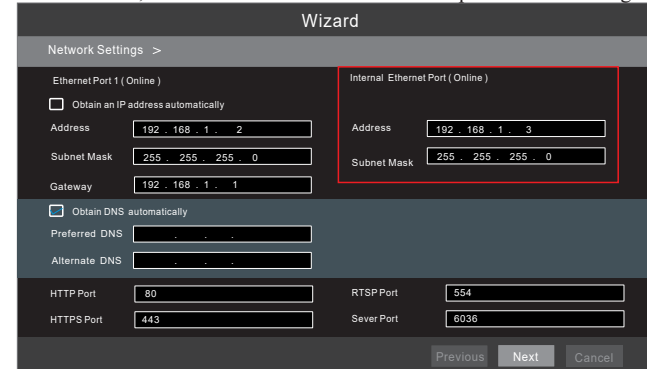 Wizard
Network Settings >
Ethernet Port 1 ( Online )
Internal Ethernet Port ( Online )
Obtain an IP address automatically
Address 192 . 168 . 1 . 2
Address 192 . 168 . 1 . 3
Subnet Mask 255 . 255 . 255 . 0
Subnet Mask 255 . 255 . 255 . 0
Gateway 192 . 168 . 1 . 1
Obtain DNS automatically
Preferred DNS . . .
Alternate DNS . . .
HTTP Port 80
RTSP Port 554
HTTPS Port 443
Sever Port 6036
Previous Next Cancel